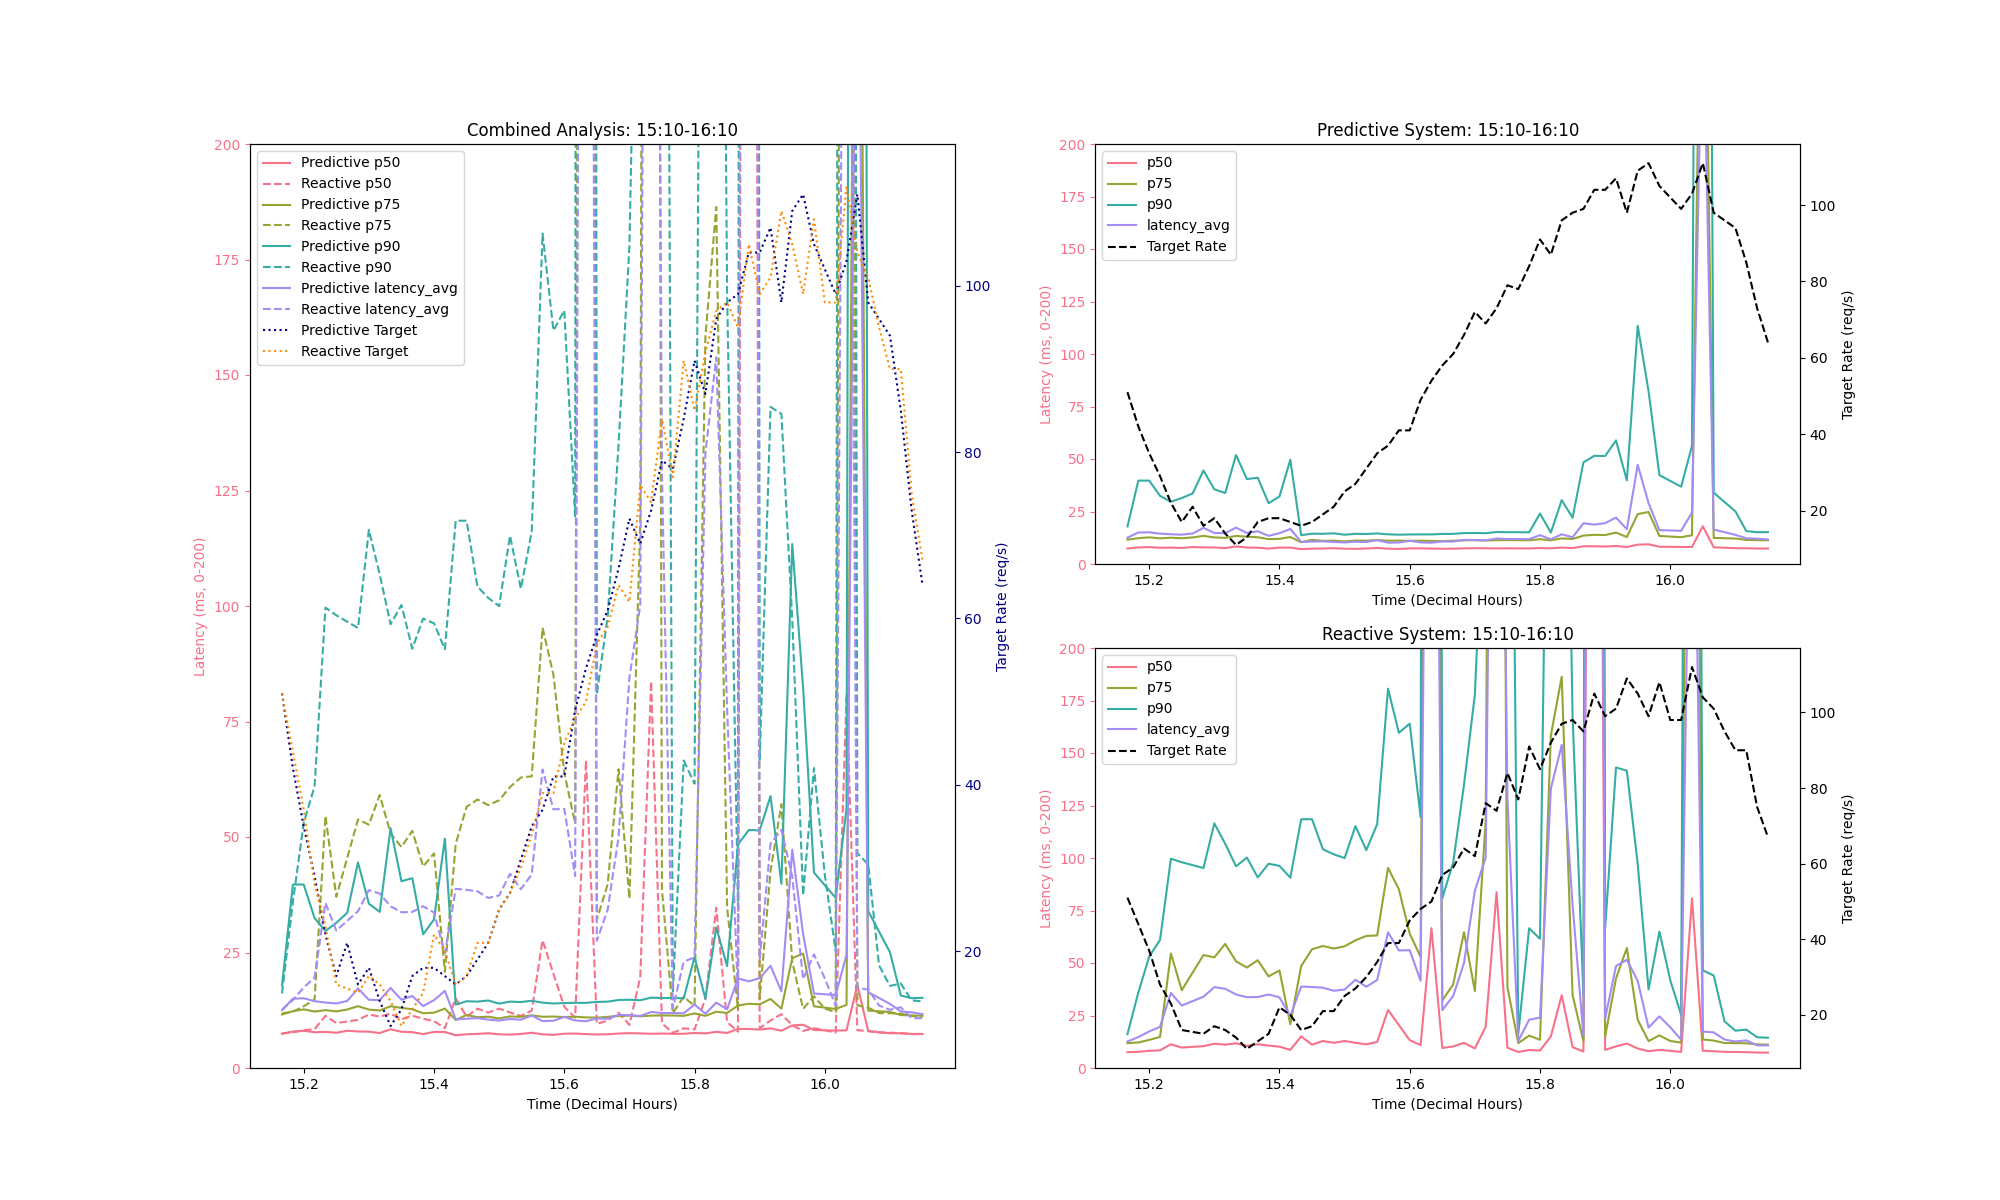 Combined Analysis: 15:10-16:10
Predictive p50
Reactive p50
Predictive p75
Reactive p75
Predictive p90
Reactive p90
Predictive latency_avg
Reactive latency_avg
Predictive Target
Reactive Target
200
175
150
125
100
75
50
25
0
Latency (ms, 0-200)
100
80
60
40
20
Target Rate (req/s)
15.2 15.4 15.6 15.8 16.0
Time (Decimal Hours)
Predictive System: 15:10-16:10
p50
p75
p90
latency_avg
Target Rate
200
175
150
125
100
75
50
25
0
Latency (ms, 0-200)
100
80
60
40
20
Target Rate (req/s)
15.2 15.4 15.6 15.8 16.0
Time (Decimal Hours)
Reactive System: 15:10-16:10
p50
p75
p90
latency_avg
Target Rate
200
175
150
125
100
75
50
25
0
Latency (ms, 0-200)
100
80
60
40
20
Target Rate (req/s)
15.2 15.4 15.6 15.8 16.0
Time (Decimal Hours)